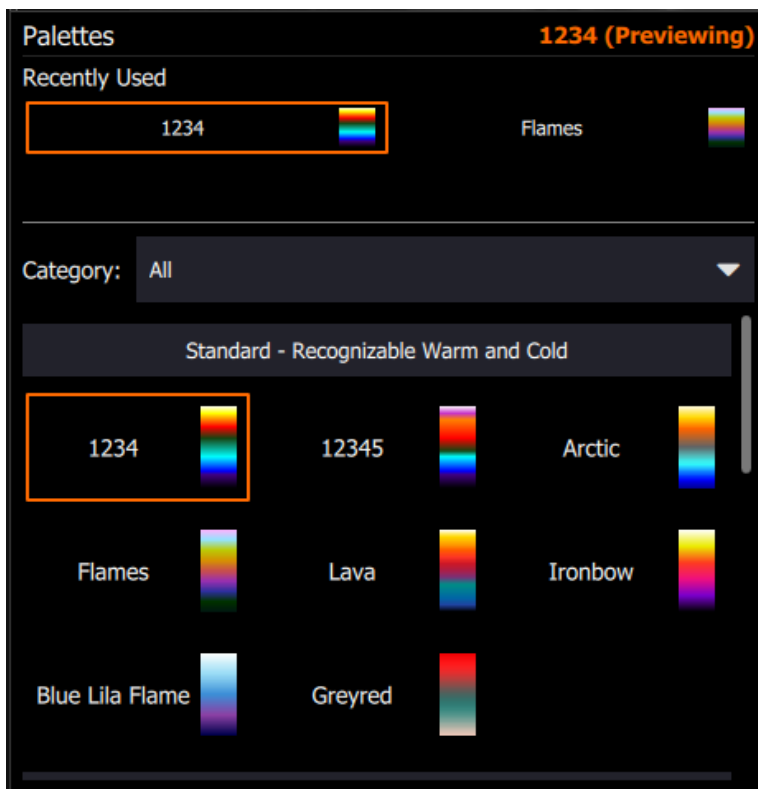 Palettes 1234 (Previewing)
Recently Used
1234 Flames
Category: All
Standard - Recognizable Warm and Cold
1234 12345 Arctic
Flames Lava Ironbow
Blue Lila Flame Greyred